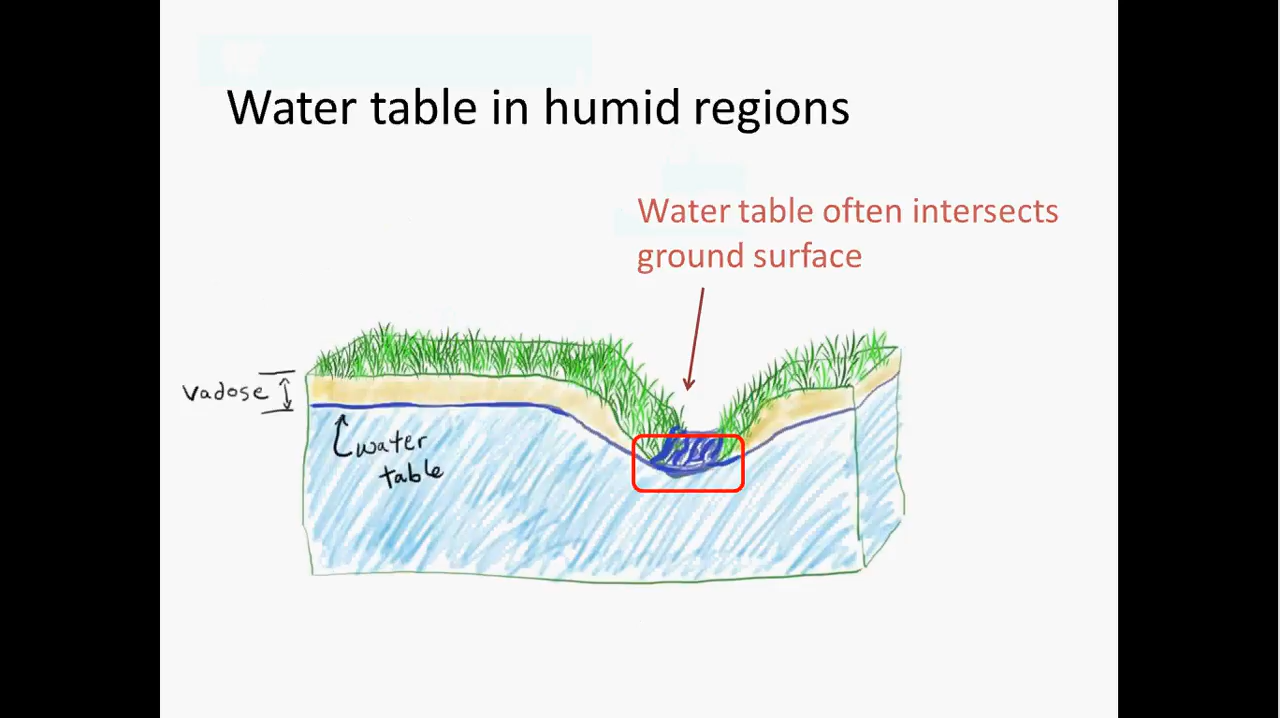 Water table in humid regions
Water table often intersects
ground surface
vadose
water
table